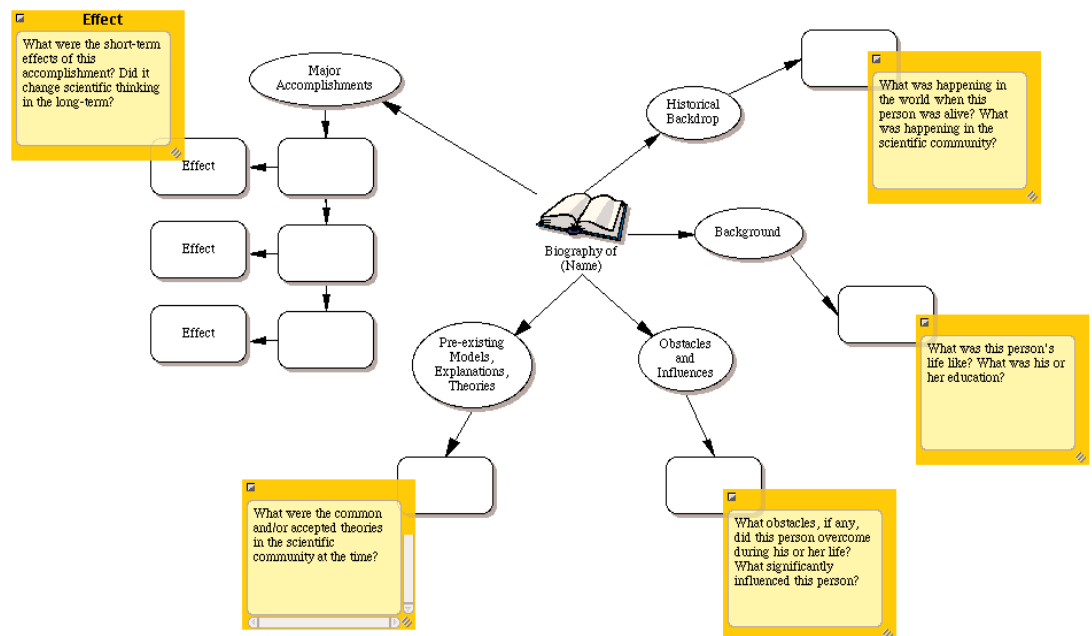 Effect
What were the short-term
effects of this
accomplishment? Did it
change scientific thinking
in the long-term?
Major
Accomplishments
Effect
Effect
Effect
Historical
Backdrop
What was happening in
the world when this
person was alive? What
was happening in the
scientific community?
Biography of
(Name)
Background
What was this person's
life like? What was his or
her education?
Pre-existing
Models,
Explanations,
Theories
What were the common
and/or accepted theories
in the scientific
community at the time?
Obstacles
and
Influences
What obstacles, if any,
did this person overcome
during his or her life?
What significantly
influenced this person?